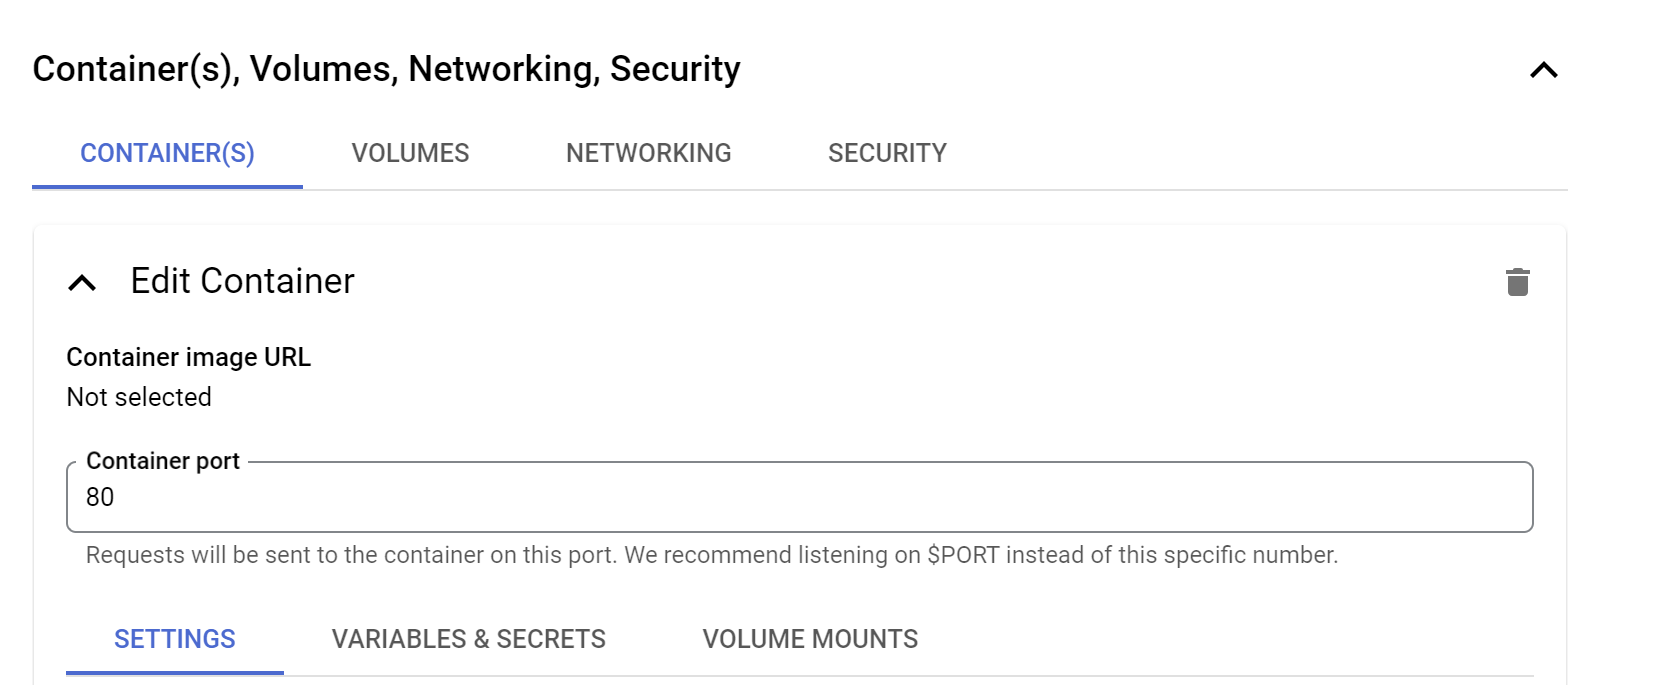 Container(s), Volumes, Networking, Security
CONTAINER(S) VOLUMES NETWORKING SECURITY
Edit Container
Container image URL
Not selected
Container port
80
Requests will be sent to the container on this port. We recommend listening on $PORT instead of this specific number.
SETTINGS VARIABLES & SECRETS VOLUME MOUNTS